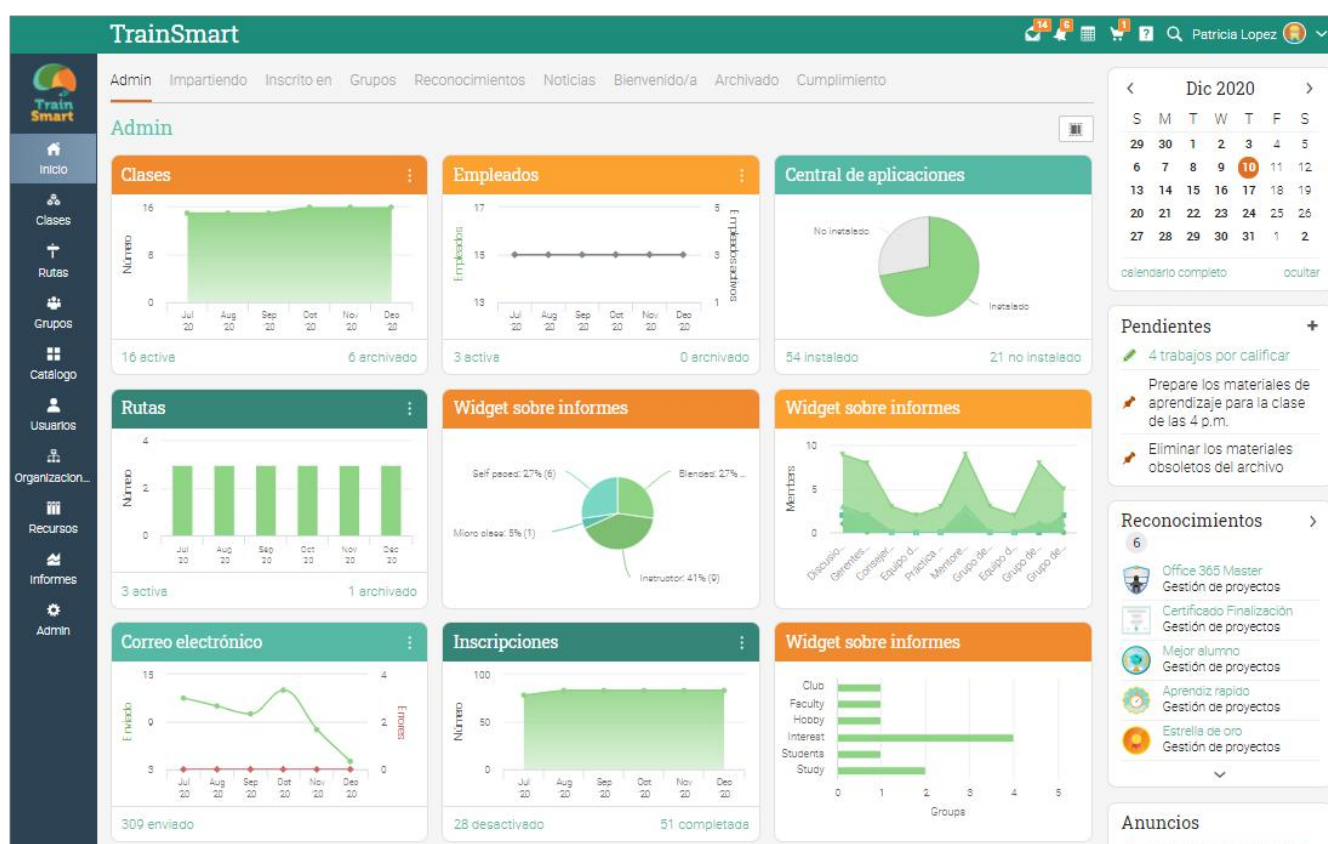 TrainSmart
14
6
1
?
Patricia Lopez
Train
Smart
Inicio
Clases
Rutas
Grupos
Catálogo
Usuarios
Organizacion...
Recursos
Informes
Admin
Admin Impartiendo Inscrito en Grupos Reconocimientos Noticias Bienvenido/a Archivado Cumplimiento
Admin
Clases
16
8
0
Número
Jul Aug Sep Oct Nov Dec
'20 '20 '20 '20 '20 '20
16 activa 6 archivado
Empleados
17
15
13
Empleados
5
3
1
Empleados activos
Jul Aug Sep Oct Nov Dec
'20 '20 '20 '20 '20 '20
3 activa 0 archivado
Central de aplicaciones
No instalado
Instalado
54 instalado 21 no instalado
Rutas
4
2
0
Número
Jul Aug Sep Oct Nov Dec
'20 '20 '20 '20 '20 '20
3 activa 1 archivado
Widget sobre informes
Self paced: 27% (6)
Blended: 27% ...
Micro clase: 5% (1)
Instructor: 41% (9)
Widget sobre informes
10
5
0
Members
Discusio...
Gerentes...
Consejer...
Equipo d...
Práctica ...
Mentore...
Grupo de...
Equipo d...
Grupo de...
Grupo de...
Correo electrónico
15
9
3
Enviado
4
2
0
Errores
Jul Aug Sep Oct Nov Dec
'20 '20 '20 '20 '20 '20
309 enviado
Inscripciones
100
50
0
Número
Jul Aug Sep Oct Nov Dec
'20 '20 '20 '20 '20 '20
28 desactivado 51 completada
Widget sobre informes
Club
Faculty
Hobby
Interest
Students
Study
0 1 2 3 4 5
Groups
Dic 2020
S M T W T F S
29 30 1 2 3 4 5
6 7 8 9 10 11 12
13 14 15 16 17 18 19
20 21 22 23 24 25 26
27 28 29 30 31 1 2
calendario completo ocultar
Pendientes +
4 trabajos por calificar
Prepare los materiales de
aprendizaje para la clase
de las 4 p.m.
Eliminar los materiales
obsoletos del archivo
Reconocimientos
6
Office 365 Master
Gestión de proyectos
Certificado Finalización
Gestión de proyectos
Mejor alumno
Gestión de proyectos
Aprendiz rapido
Gestión de proyectos
Estrella de oro
Gestión de proyectos
Anuncios